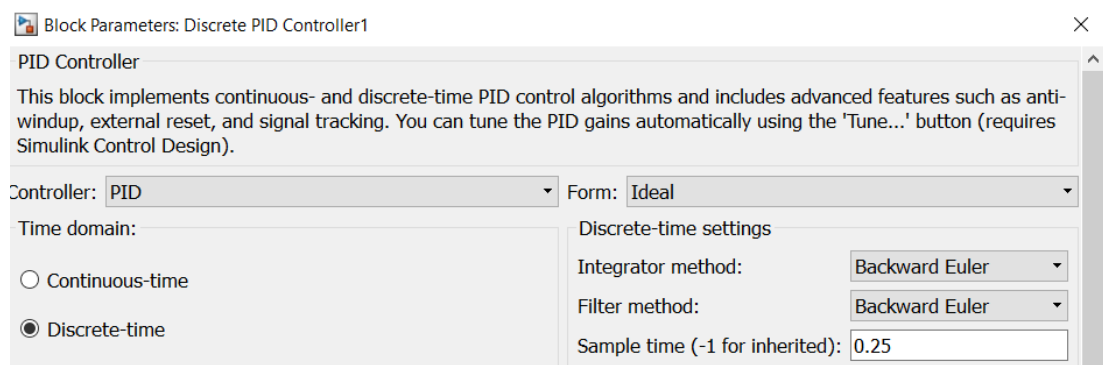 Block Parameters: Discrete PID Controller1
PID Controller
This block implements continuous- and discrete-time PID control algorithms and includes advanced features such as anti-
windup, external reset, and signal tracking. You can tune the PID gains automatically using the 'Tune...' button (requires
Simulink Control Design).
Controller: PID Form: Ideal
Time domain: Discrete-time settings
Integrator method: Backward Euler
Continuous-time
Filter method: Backward Euler
Discrete-time
Sample time (-1 for inherited): 0.25